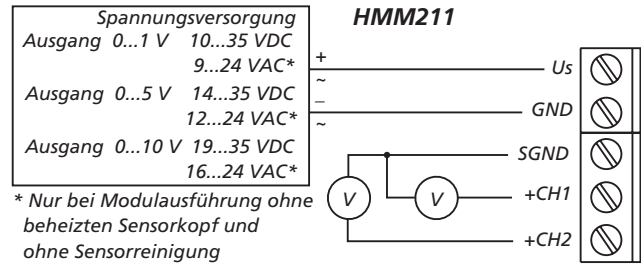 Spannungsversorgung
HMM211
Ausgang 0...1 V 10...35 VDC
9...24 VAC*
Ausgang 0...5 V 14...35 VDC
12...24 VAC*
Ausgang 0...10 V 19...35 VDC
16...24 VAC*
* Nur bei Modulausführung ohne
beheizten Sensorkopf und
ohne Sensorreinigung
+
~
–
~
Us
GND
SGND
V
V
+CH1
+CH2